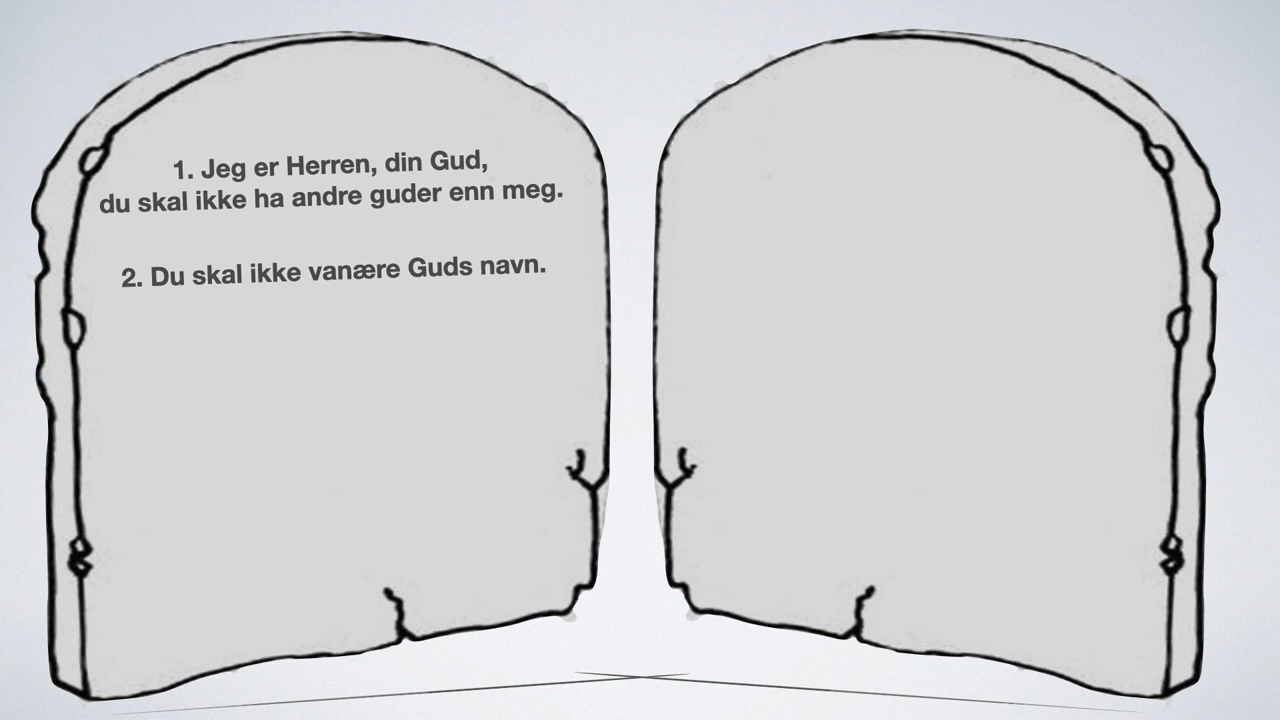 1. Jeg er Herren, din Gud,
du skal ikke ha andre guder enn meg.
2. Du skal ikke vanære Guds navn.